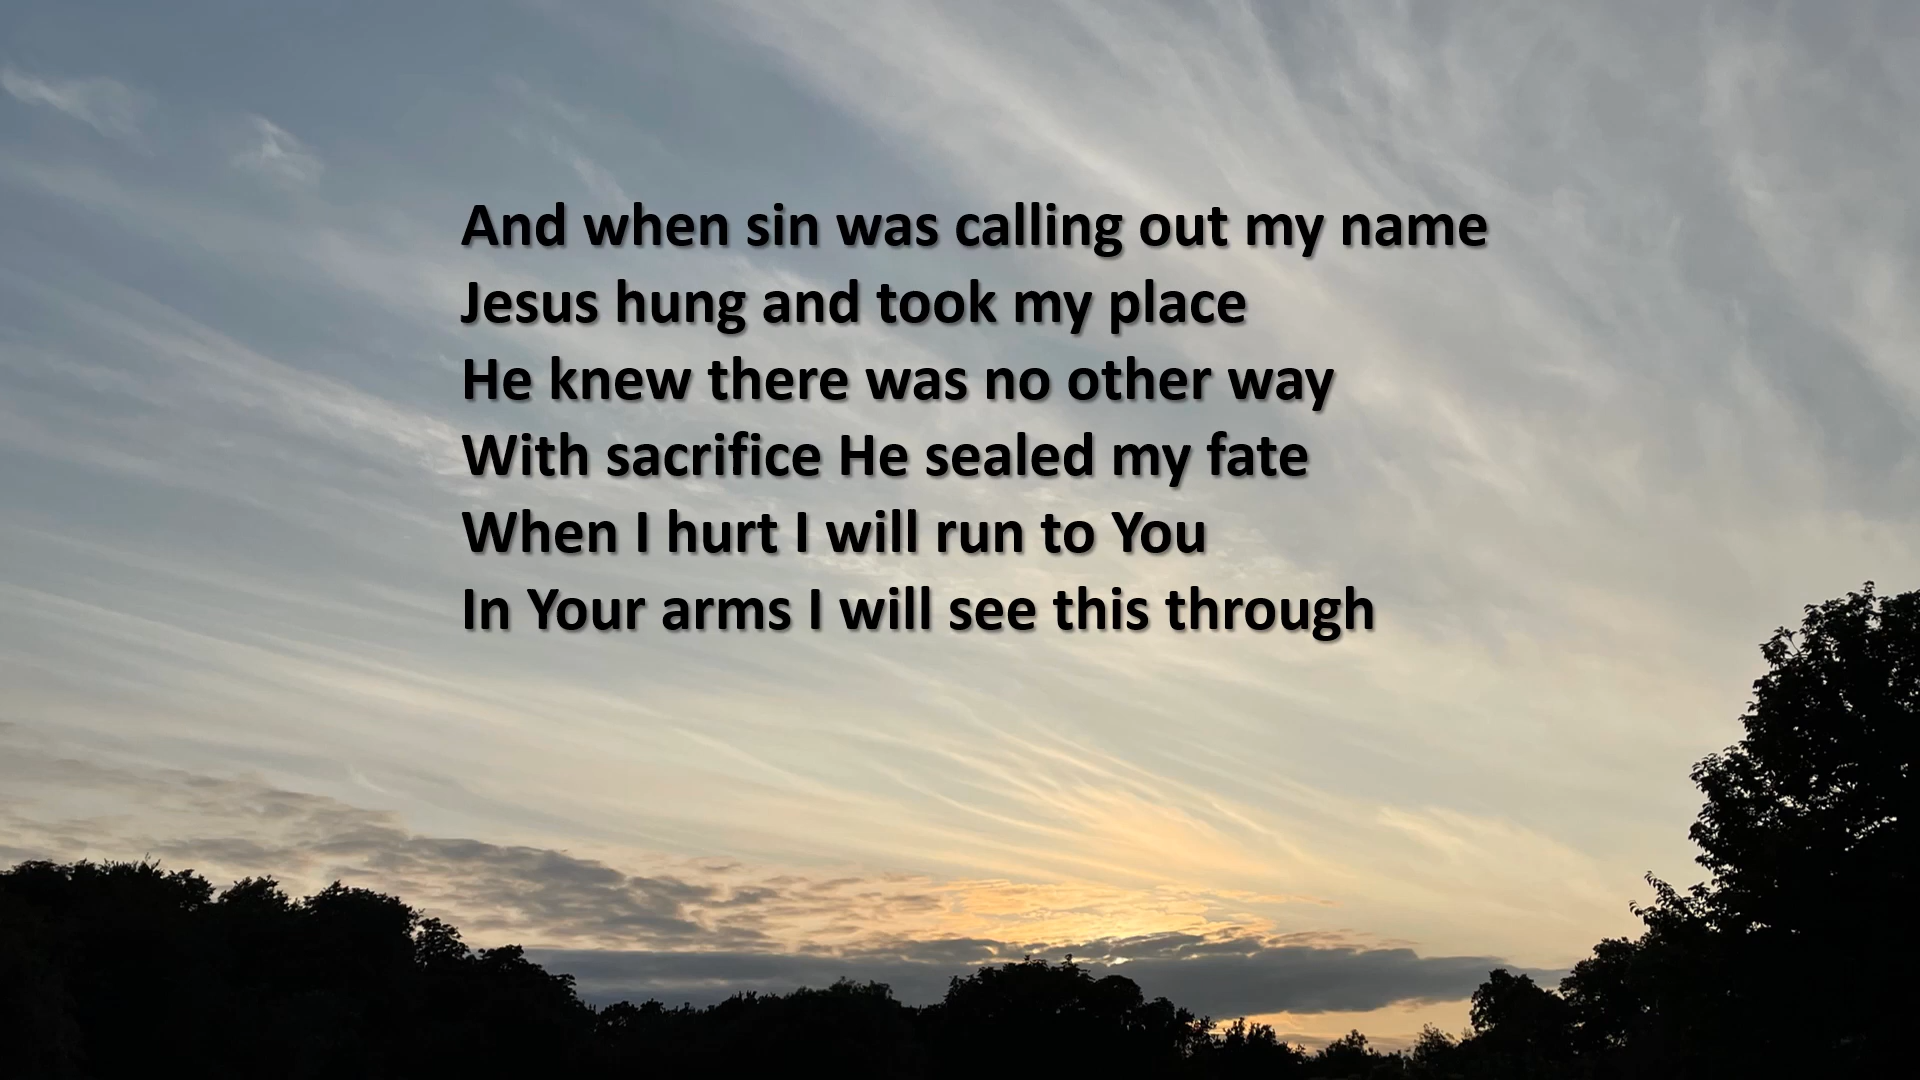 And when sin was calling out my name
Jesus hung and took my place
He knew there was no other way
With sacrifice He sealed my fate
When I hurt I will run to You
In Your arms I will see this through